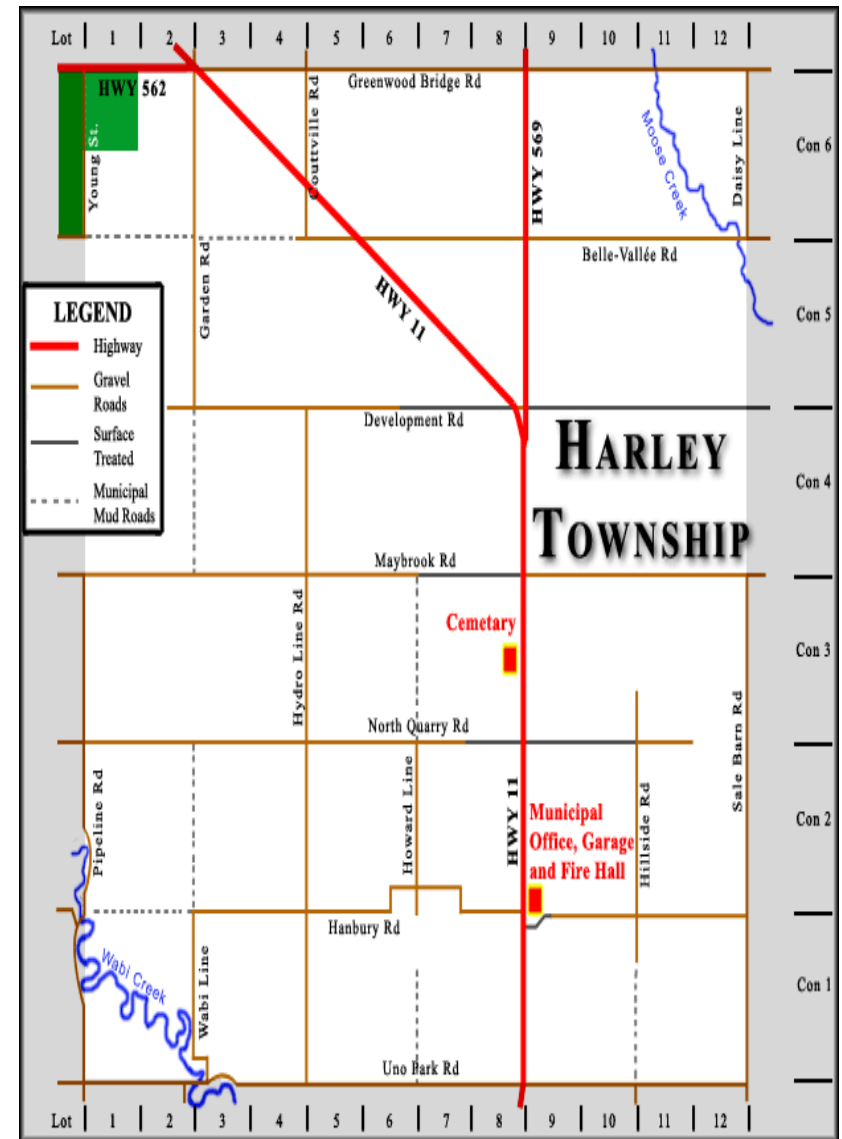 Lot 1 2 3 4 5 6 7 8 9 10 11 12
HWY 562
Greenwood Bridge Rd
Young St.
Couttville Rd
HWY 569
Moose Creek
Daisy Line
Con 6
Garden Rd
Belle-Vallée Rd
HWY 11
Con 5
LEGEND
Highway
Gravel
Roads
Surface
Treated
Municipal
Mud Roads
Development Rd
HARLEY
TOWNSHIP
Con 4
Maybrook Rd
Hydro Line Rd
Cemetary
Con 3
North Quarry Rd
Sale Barn Rd
Pipeline Rd
Howard Line
HWY 11
Municipal
Office, Garage
and Fire Hall
Hillside Rd
Con 2
Hanbury Rd
Wabi Creek
Wabi Line
Con 1
Uno Park Rd
Lot 1 2 3 4 5 6 7 8 9 10 11 12